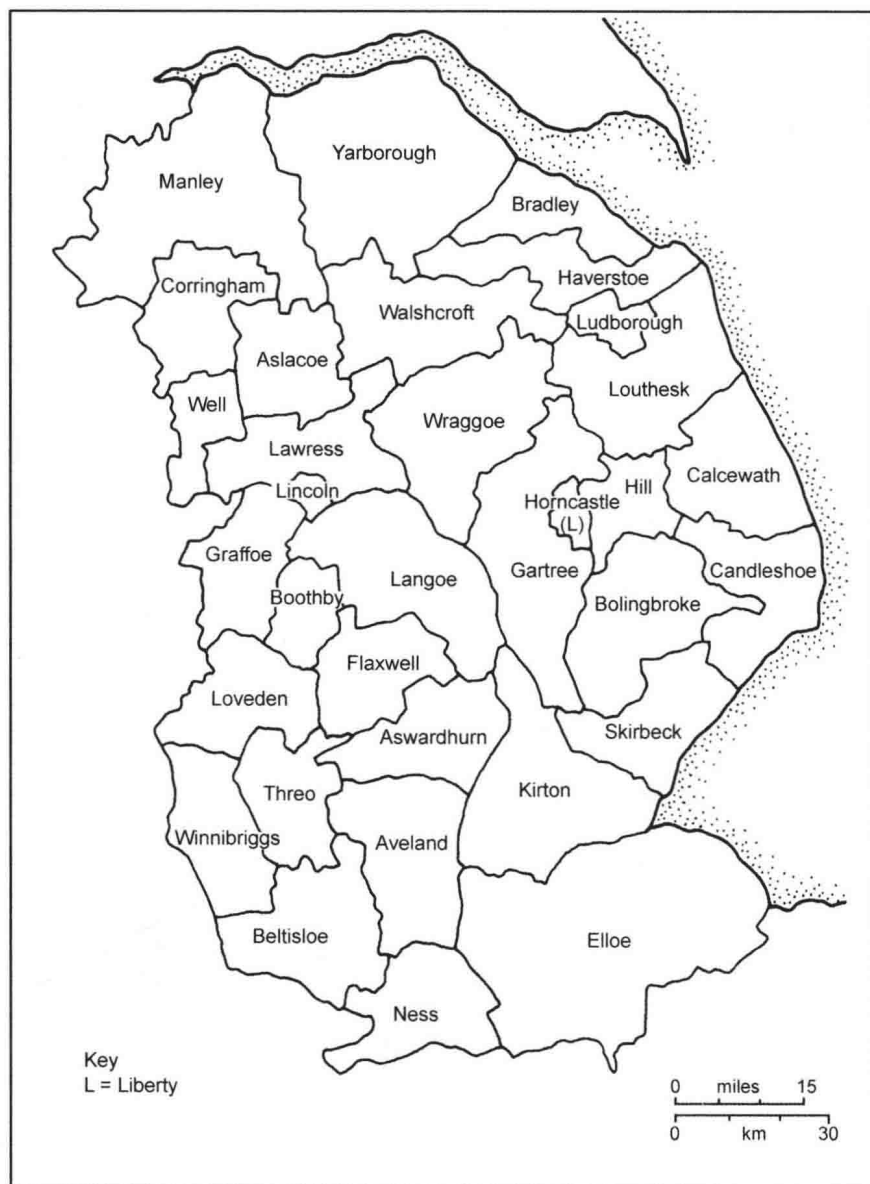 Yarborough
Manley
Bradley
Haverstoe
Corringham
Walshcroft
Ludborough
Aslacoe
Louthesk
Well
Wraggoe
Lawress
Calcewath
Hill
Lincoln
Horncastle
(L)
Graffoe
Gartree
Candleshoe
Langoe
Boothby
Bolingbroke
Flaxwell
Loveden
Skirbeck
Aswardhurn
Threo
Kirton
Winnibriggs
Aveland
Beltisloe
Elloe
Ness
Key
L = Liberty
0 miles 15
0 km 30